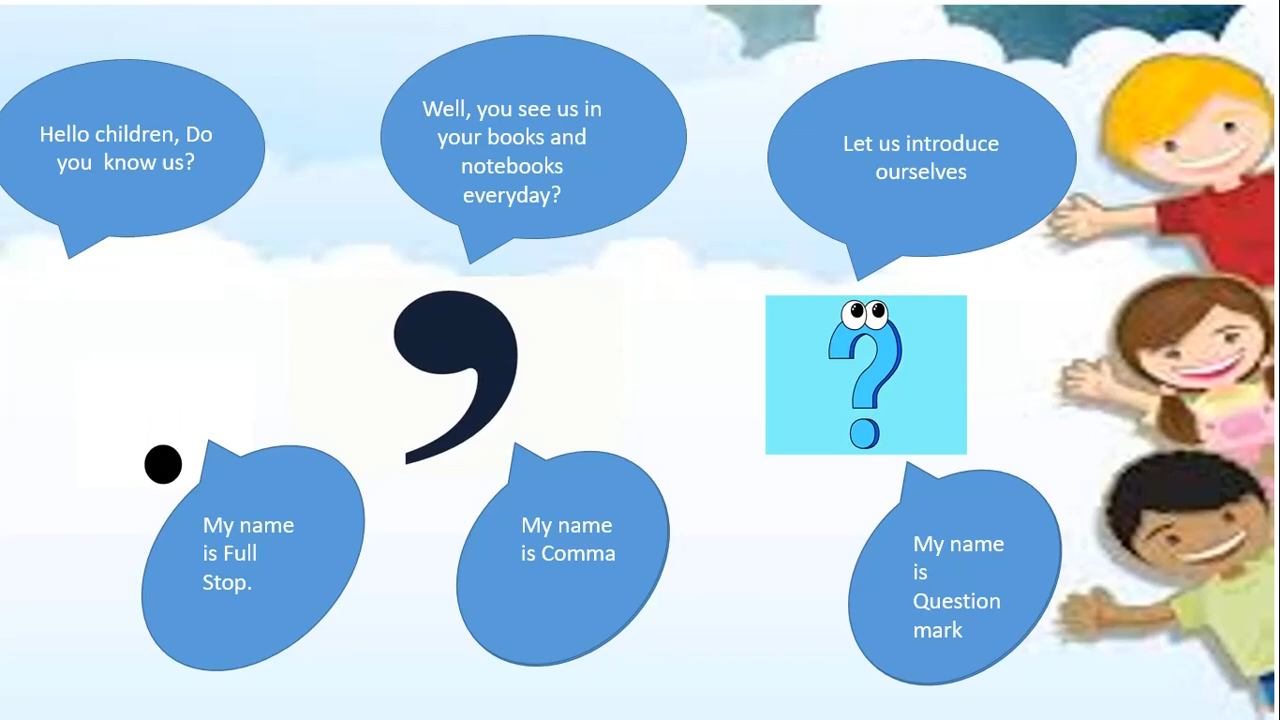 Hello children, Do
you  know us?
Well, you see us in
your books and
notebooks
everyday?
Let us introduce
ourselves
My name
is Full
Stop.
My name
is Comma
My name
is
Question
mark